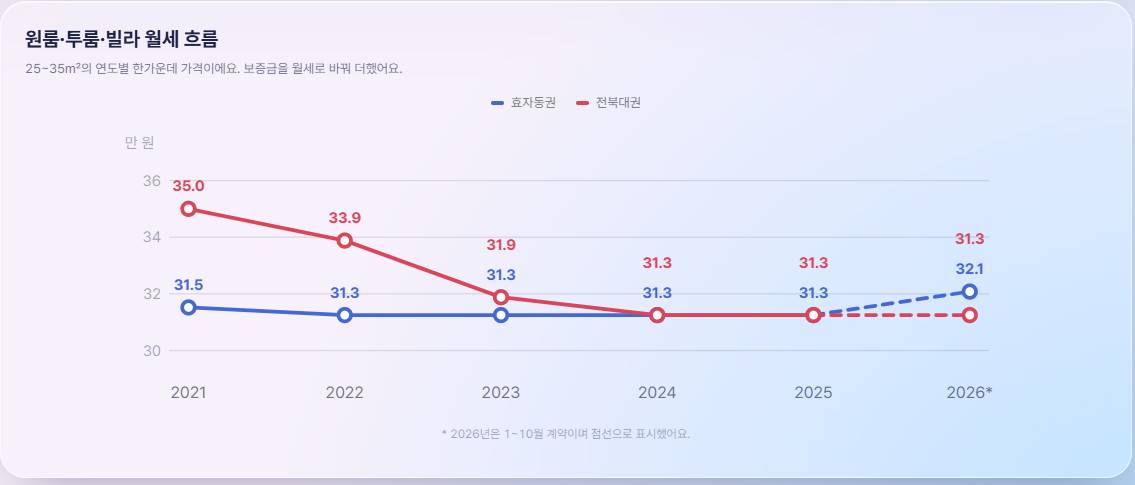 원룸·투룸·빌라 월세 흐름
25~35m²의 연도별 한가운데 가격이에요. 보증금을 월세로 바꿔 더했어요.
효자동권 전북대권
만 원
36
34
32
30
35.0
33.9
31.9
31.3
31.3
31.3
31.5
31.3
31.3
31.3
31.3
32.1
2021 2022 2023 2024 2025 2026*
* 2026년은 1~10월 계약이며 점선으로 표시했어요.